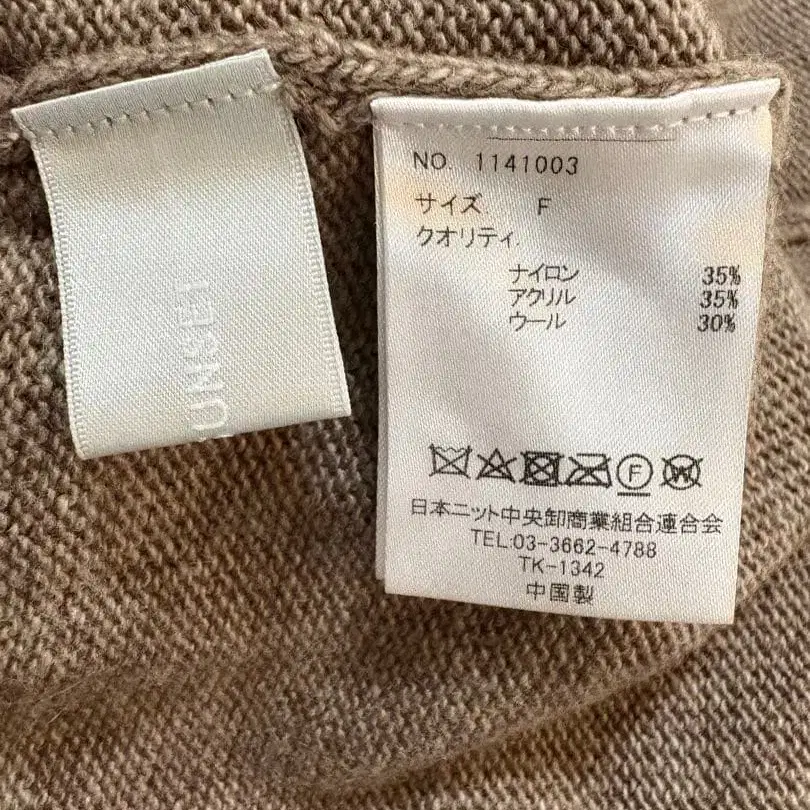 UNSET
NO. 1141003
サイズ. F
クオリティ.
ナイロン 35%
アクリル 35%
ウール 30%
F W
日本ニット中央卸商業組合連合会
TEL:03-3662-4788
TK-1342
中国製